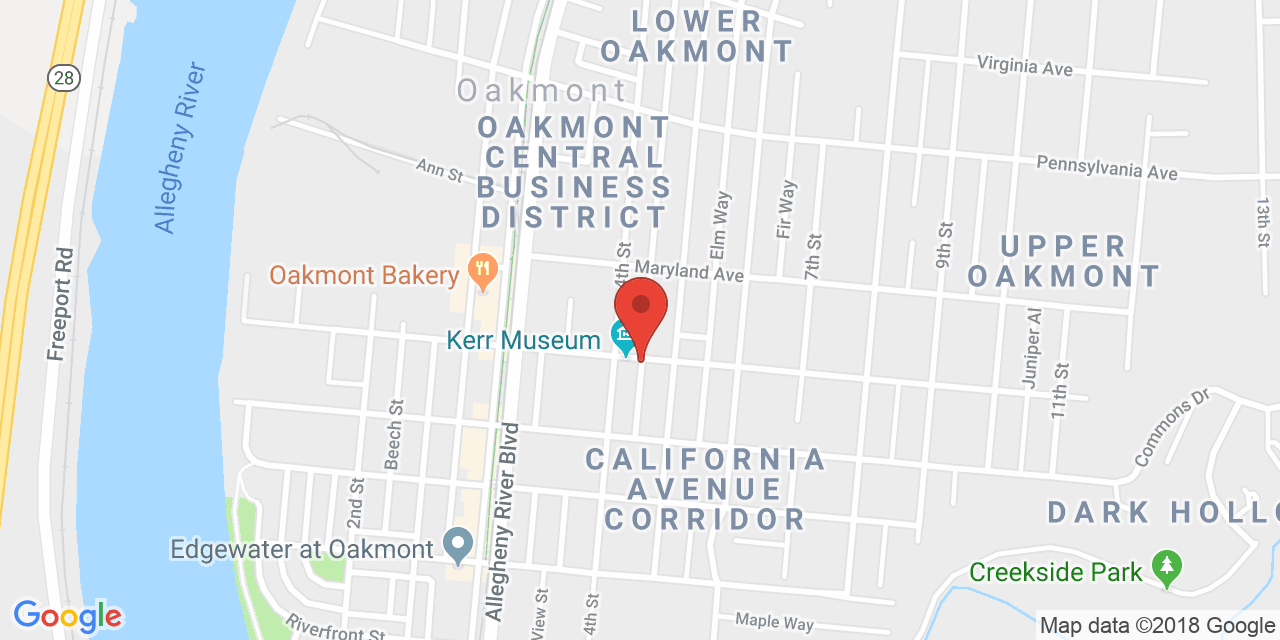 LOWER
OAKMONT
Virginia Ave
28
Allegheny River
Oakmont
OAKMONT
CENTRAL
BUSINESS
DISTRICT
Ann St
Pennsylvania Ave
Elm Way
Fir Way
7th St
9th St
13th St
4th St
UPPER
OAKMONT
Maryland Ave
Oakmont Bakery
Freeport Rd
Kerr Museum
Juniper Al
11th St
Commons Dr
Beech St
Allegheny River Blvd
CALIFORNIA
AVENUE
CORRIDOR
2nd St
DARK HOLLO
Edgewater at Oakmont
Creekside Park
View St
4th St
Riverfront St
Maple Way
Google
Map data ©2018 Google